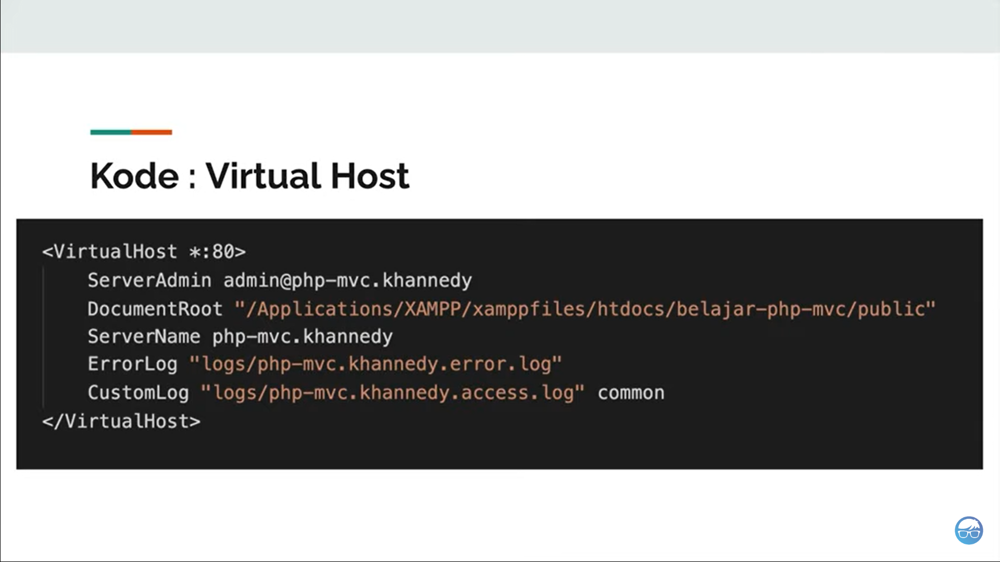 Kode : Virtual Host
<VirtualHost *:80>
ServerAdmin admin@php-mvc.khannedy
DocumentRoot "/Applications/XAMPP/xamppfiles/htdocs/belajar-php-mvc/public"
ServerName php-mvc.khannedy
ErrorLog "logs/php-mvc.khannedy.error.log"
CustomLog "logs/php-mvc.khannedy.access.log" common
</VirtualHost>